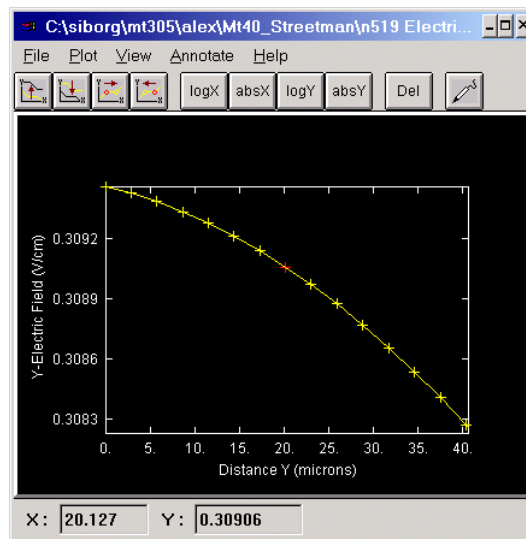 C:\siborg\mt305\alex\Mt40_Streetman\n519 Electri...
File Plot View Annotate Help
logX absX logY absY Del
0.3092
0.3089
0.3086
0.3083
Y-Electric Field (V/cm)
0. 5. 10. 15. 20. 25. 30. 35. 40.
Distance Y (microns)
X: 20.127 Y: 0.30906